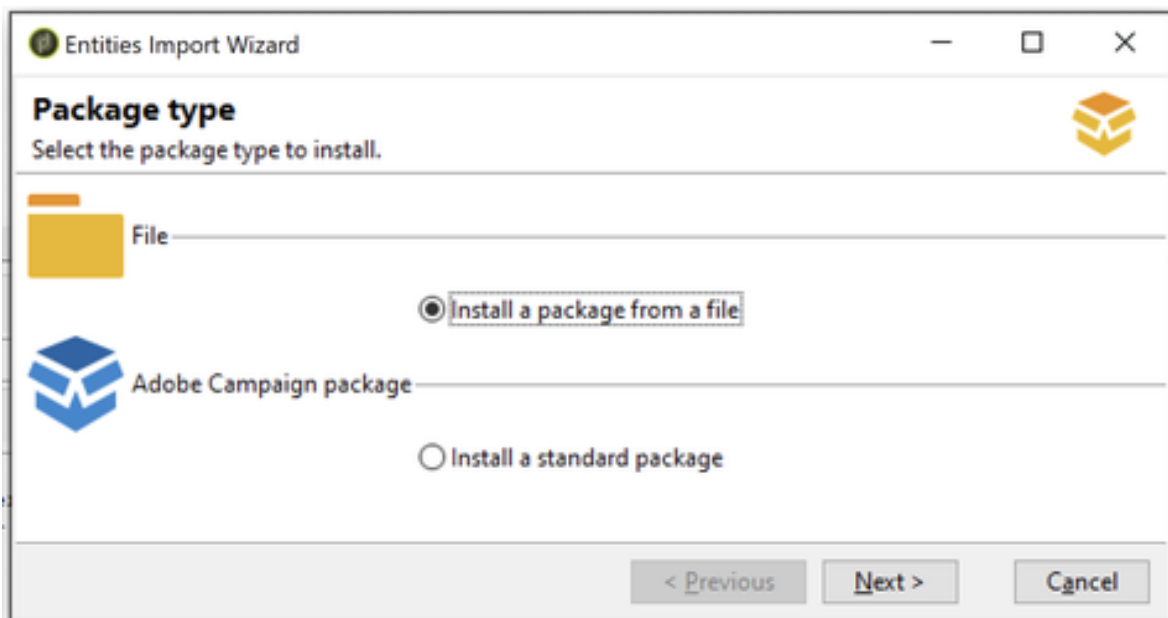 Entities Import Wizard
Package type
Select the package type to install.
File
Install a package from a file
Adobe Campaign package
Install a standard package
< Previous Next > Cancel